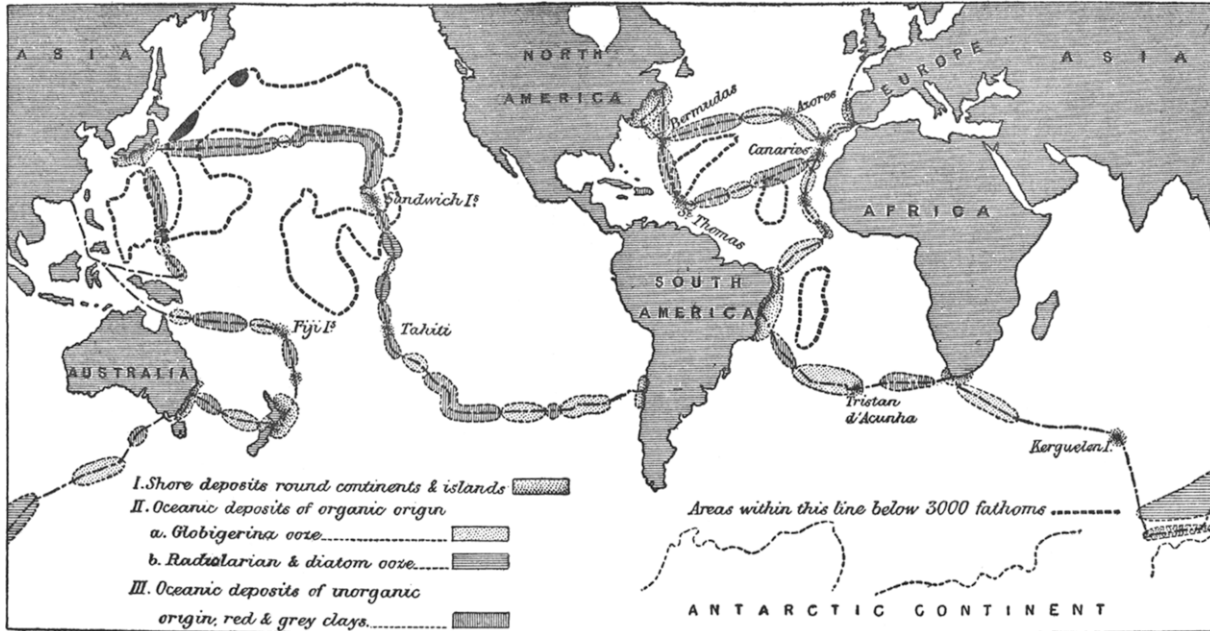 ASIA
NORTH
AMERICA
EUROPE
ASIA
Bermudas
Azores
Canaries
Sandwich Is
St. Thomas
AFRICA
SOUTH
AMERICA
Fiji Is
Tahiti
AUSTRALIA
Tristan
d'Acunha
Kerguelen I.
I. Shore deposits round continents & islands
II. Oceanic deposits of organic origin
a. Globigerina ooze
b. Radiolarian & diatom ooze
III. Oceanic deposits of inorganic
origin, red & grey clays
Areas within this line below 3000 fathoms
ANTARCTIC CONTINENT